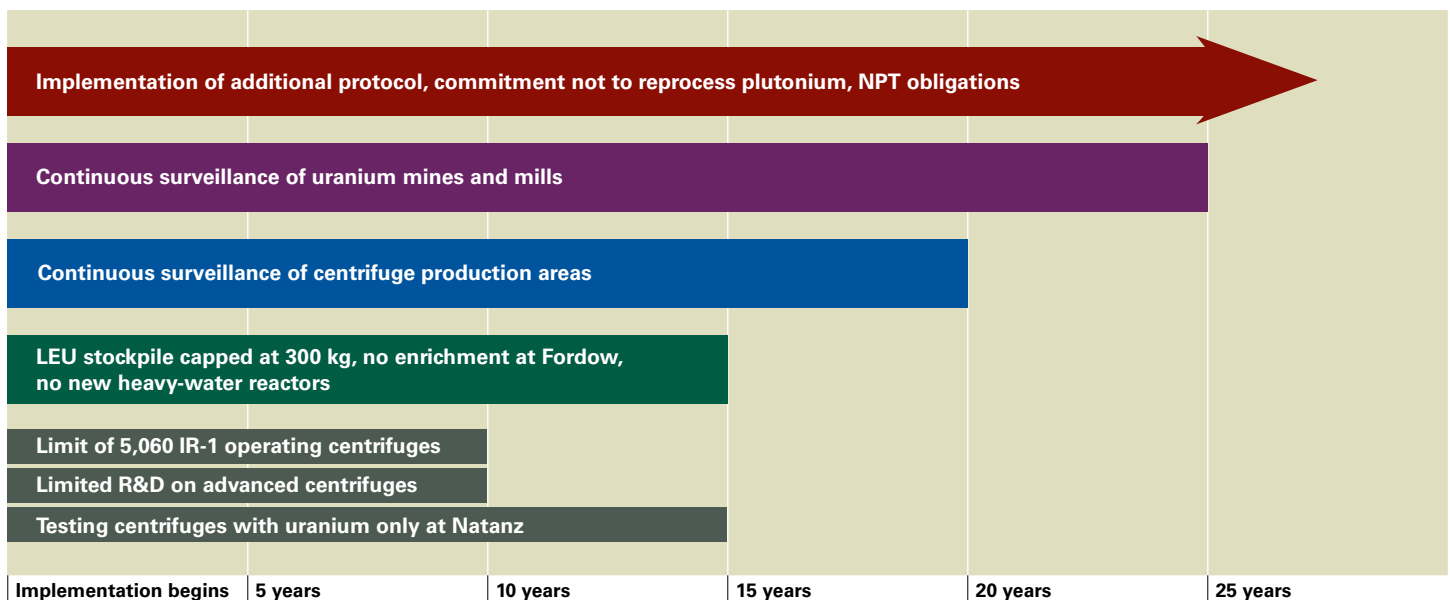 Implementation of additional protocol, commitment not to reprocess plutonium, NPT obligations
Continuous surveillance of uranium mines and mills
Continuous surveillance of centrifuge production areas
LEU stockpile capped at 300 kg, no enrichment at Fordow,
no new heavy-water reactors
Limit of 5,060 IR-1 operating centrifuges
Limited R&D on advanced centrifuges
Testing centrifuges with uranium only at Natanz
Implementation begins 5 years 10 years 15 years 20 years 25 years